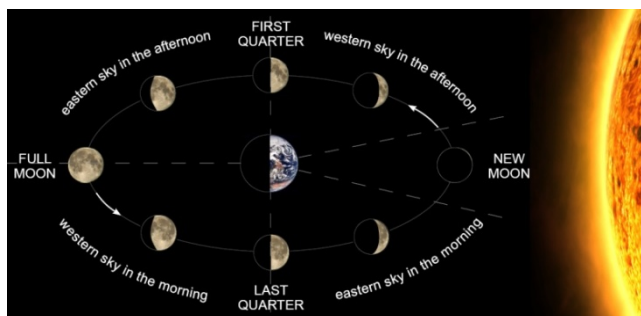 FIRST
QUARTER
eastern sky in the afternoon
western sky in the afternoon
FULL
MOON
NEW
MOON
western sky in the morning
eastern sky in the morning
LAST
QUARTER